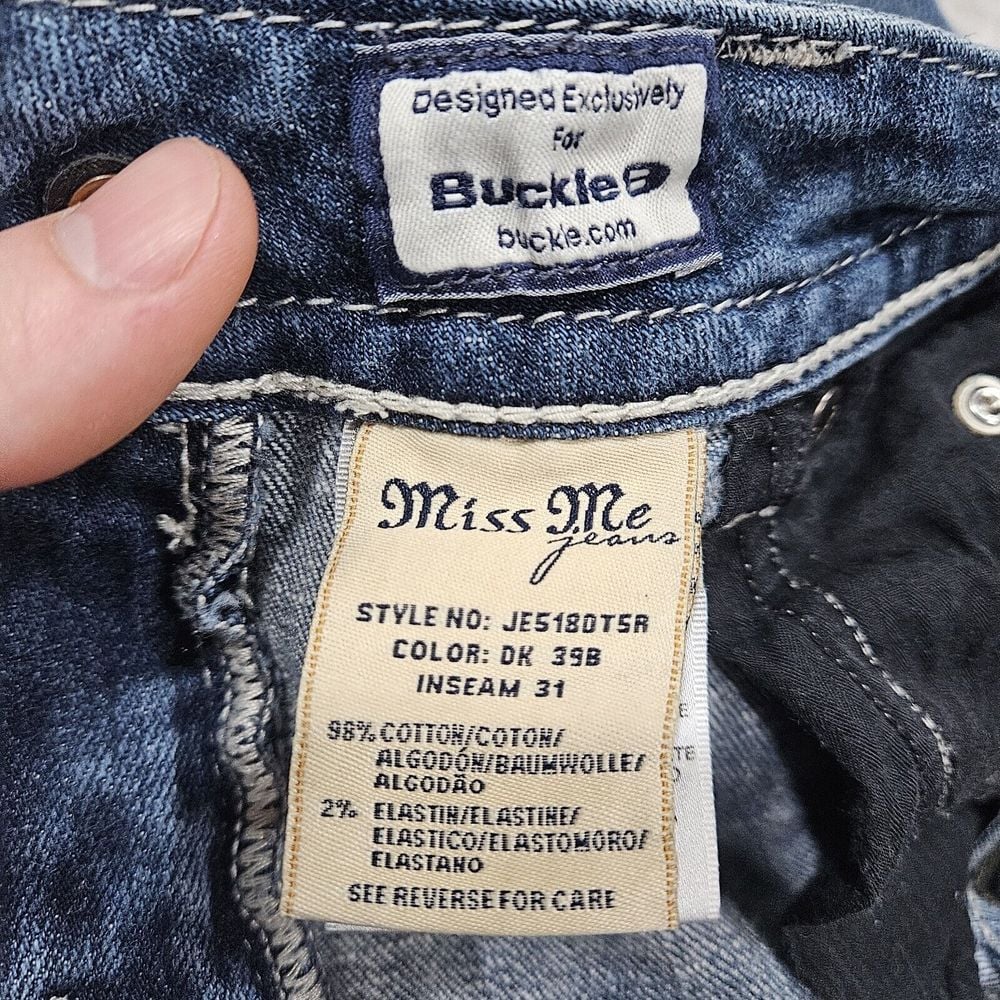 Designed Exclusively
For
Buckle B
buckle.com
Miss Me
jeans
STYLE NO: JE5180T5R
COLOR: DK 39B
INSEAM 31
98% COTTON/COTON/
ALGODÓN/BAUMWOLLE/
ALGODÃO
2% ELASTIN/ELASTINE/
ELASTICO/ELASTOMORO/
ELASTANO
SEE REVERSE FOR CARE